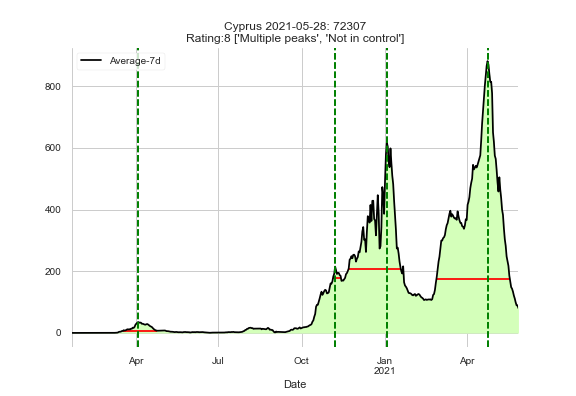 Cyprus 2021-05-28: 72307
Rating:8 ['Multiple peaks', 'Not in control']
Average-7d
800
600
400
200
0
Apr Jul Oct Jan Apr
2021
Date